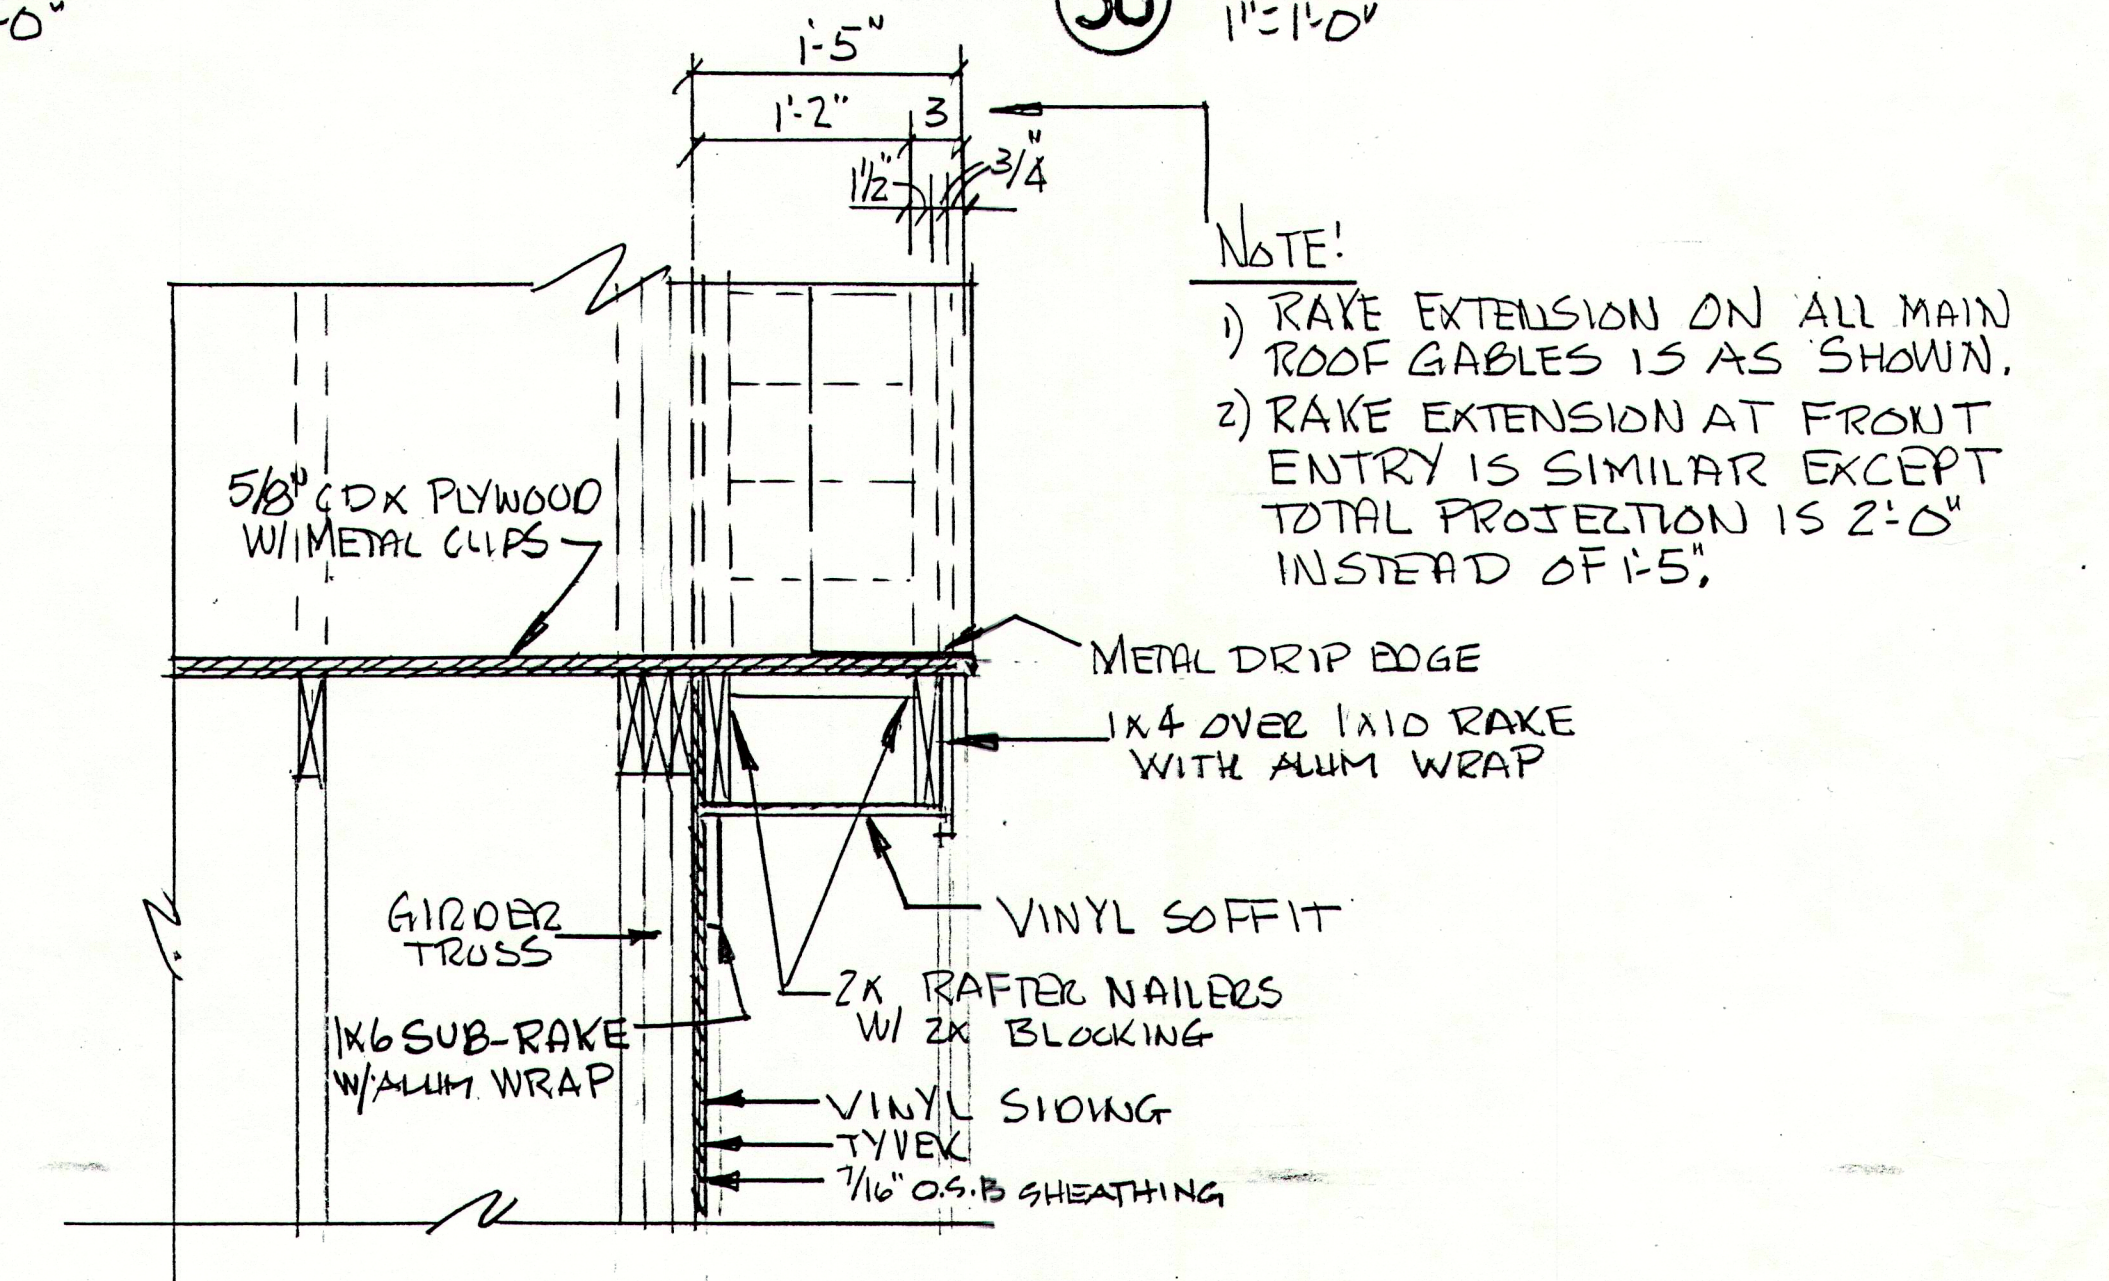 -0"
30
1"=1'-0"
1'-5"
1'-2"
3
1 1/2"
3/4"
NOTE!
1) RAKE EXTENSION ON ALL MAIN
ROOF GABLES IS AS SHOWN.
2) RAKE EXTENSION AT FRONT
ENTRY IS SIMILAR EXCEPT
TOTAL PROJECTION IS 2'-0"
INSTEAD OF 1'-5".
5/8" CDX PLYWOOD
W/ METAL CLIPS
METAL DRIP EDGE
1x4 OVER 1x10 RAKE
WITH ALUM WRAP
GIRDER
TRUSS
VINYL SOFFIT
2x RAFTER NAILERS
W/ 2x BLOCKING
1x6 SUB-RAKE
W/ALUM. WRAP
VINYL SIDING
TYVEK
7/16" O.S.B SHEATHING